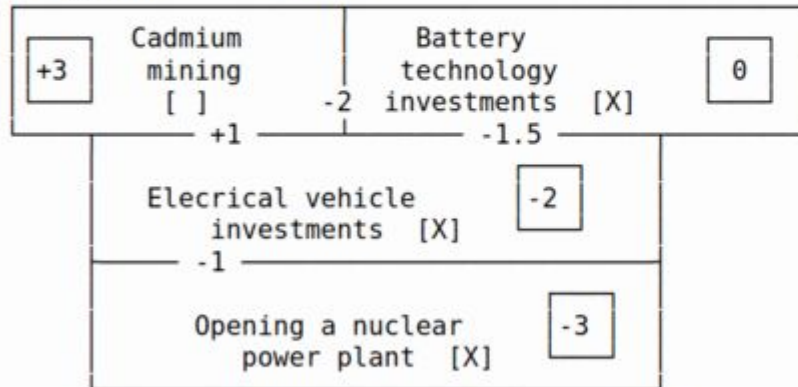 Cadmium Battery
+3 mining technology 0
[ ] -2 investments [X]
+1 -1.5
Elecrical vehicle -2
investments [X]
-1
Opening a nuclear -3
power plant [X]